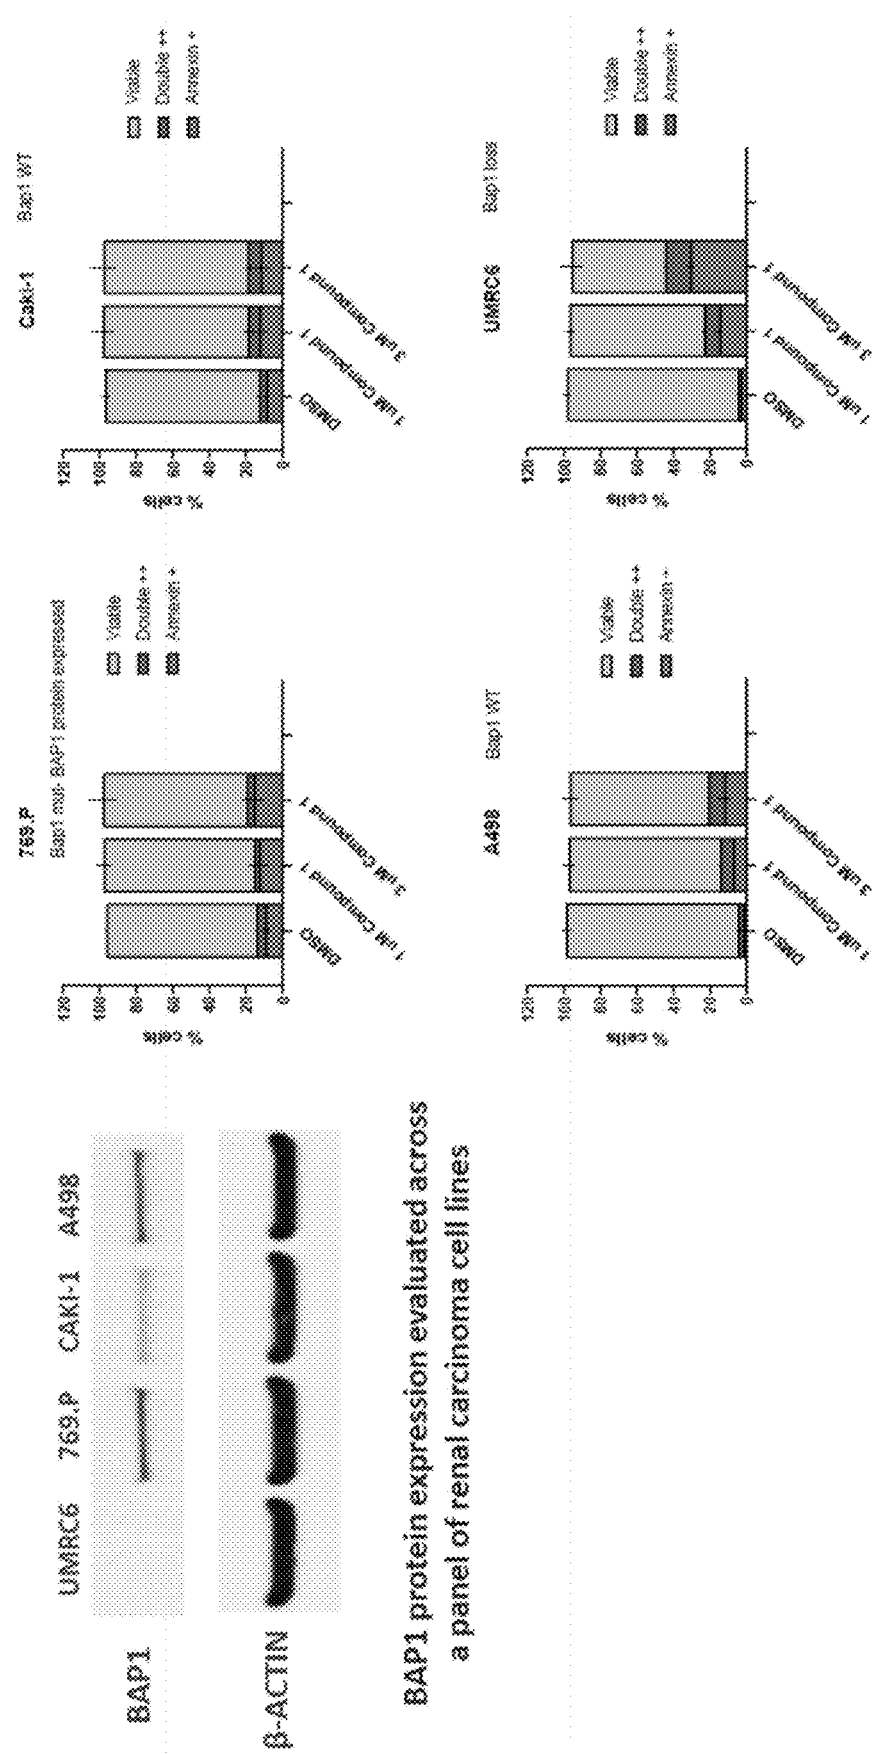 UMRC6 769.P CAKI-1 A498
BAP1
β-ACTIN
BAP1 protein expression evaluated across
a panel of renal carcinoma cell lines
769.P
Bap1 mut- BAP1 protein expressed
% cells
120
100
80
60
40
20
0
DMSO
1 uM Compound 1
3 uM Compound 1
Viable
Double ++
Annexin +
Caki-1
Bap1 WT
% cells
120
100
80
60
40
20
0
DMSO
1 uM Compound 1
3 uM Compound 1
Viable
Double ++
Annexin +
A498
Bap1 WT
% cells
120
100
80
60
40
20
0
DMSO
1 uM Compound 1
3 uM Compound 1
Viable
Double ++
Annexin +
UMRC6
Bap1 loss
% cells
120
100
80
60
40
20
0
DMSO
1 uM Compound 1
3 uM Compound 1
Viable
Double ++
Annexin +